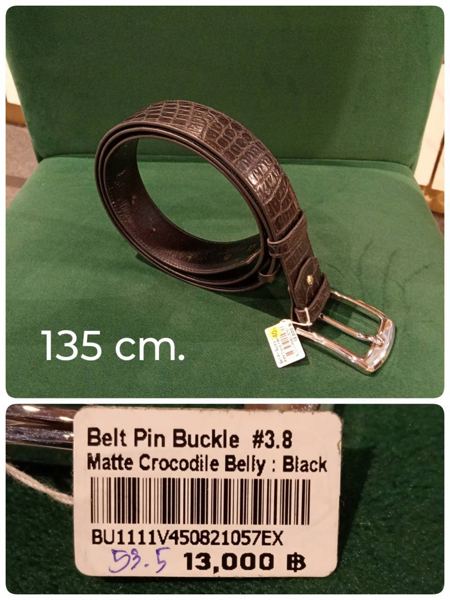 135 cm.
Belt Pin Buckle #3.8
Matte Crocodile Belly : Black
BU1111V450821057EX
53.5 13,000 ฿